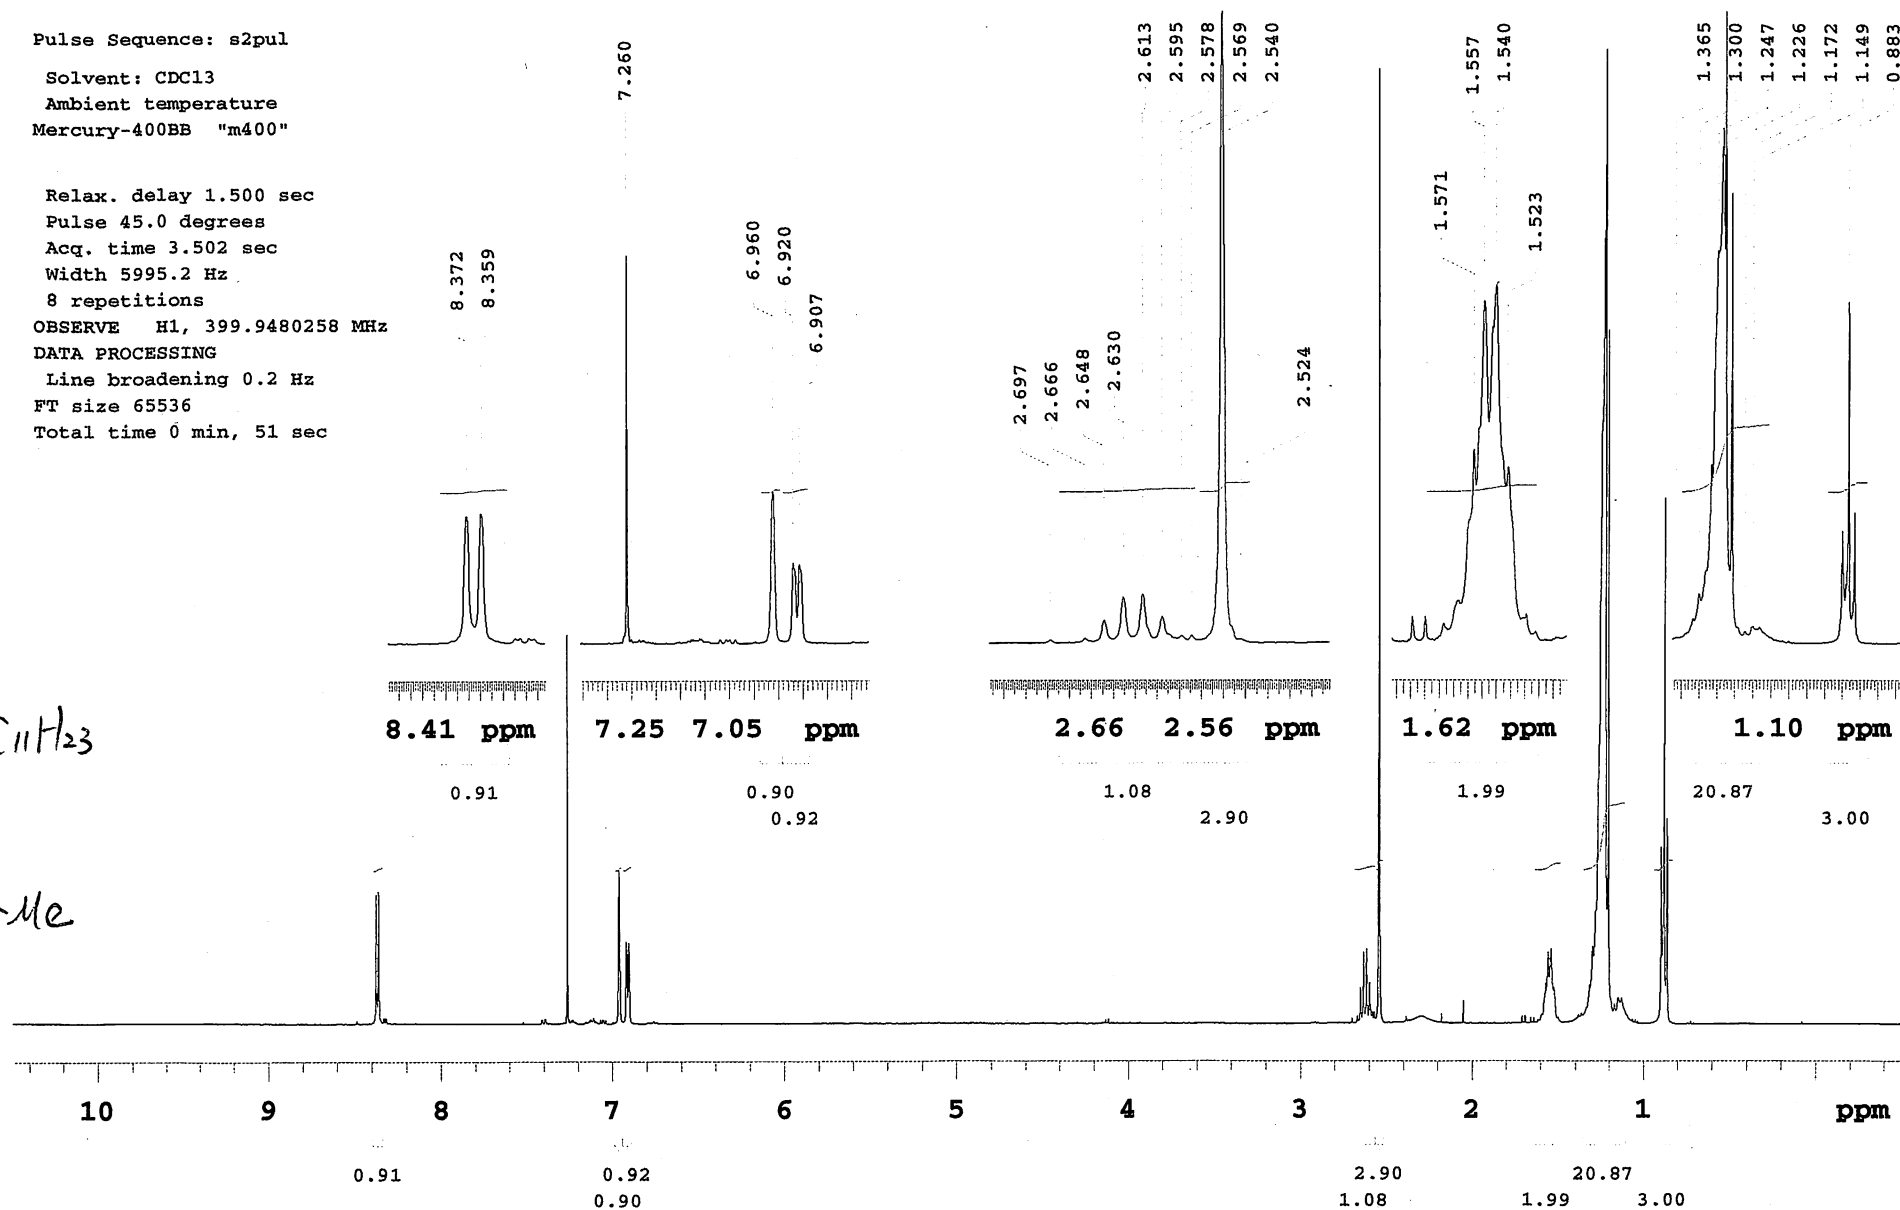 Pulse Sequence: s2pul
Solvent: CDCl3
Ambient temperature
Mercury-400BB "m400"
Relax. delay 1.500 sec
Pulse 45.0 degrees
Acq. time 3.502 sec
Width 5995.2 Hz
8 repetitions
OBSERVE H1, 399.9480258 MHz
DATA PROCESSING
Line broadening 0.2 Hz
FT size 65536
Total time 0 min, 51 sec
8.372
8.359
7.260
6.960
6.920
6.907
2.697
2.666
2.648
2.630
2.613
2.595
2.578
2.569
2.540
2.524
1.571
1.557
1.540
1.523
1.365
1.300
1.247
1.226
1.172
1.149
0.883
8.41 ppm
7.25 7.05 ppm
2.66 2.56 ppm
1.62 ppm
1.10 ppm
C11H23
0.91
0.90
0.92
1.08
2.90
1.99
20.87
3.00
Me
10 9 8 7 6 5 4 3 2 1 ppm
0.91
0.92
0.90
2.90
1.08
20.87
1.99
3.00